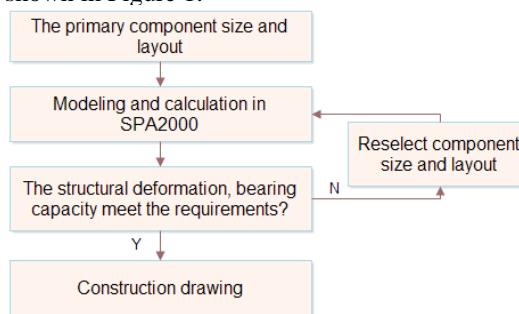 shown in Figure 1.
The primary component size and
layout
Modeling and calculation in
SPA2000
Reselect component
size and layout
The structural deformation, bearing
capacity meet the requirements?
N
Y
Construction drawing